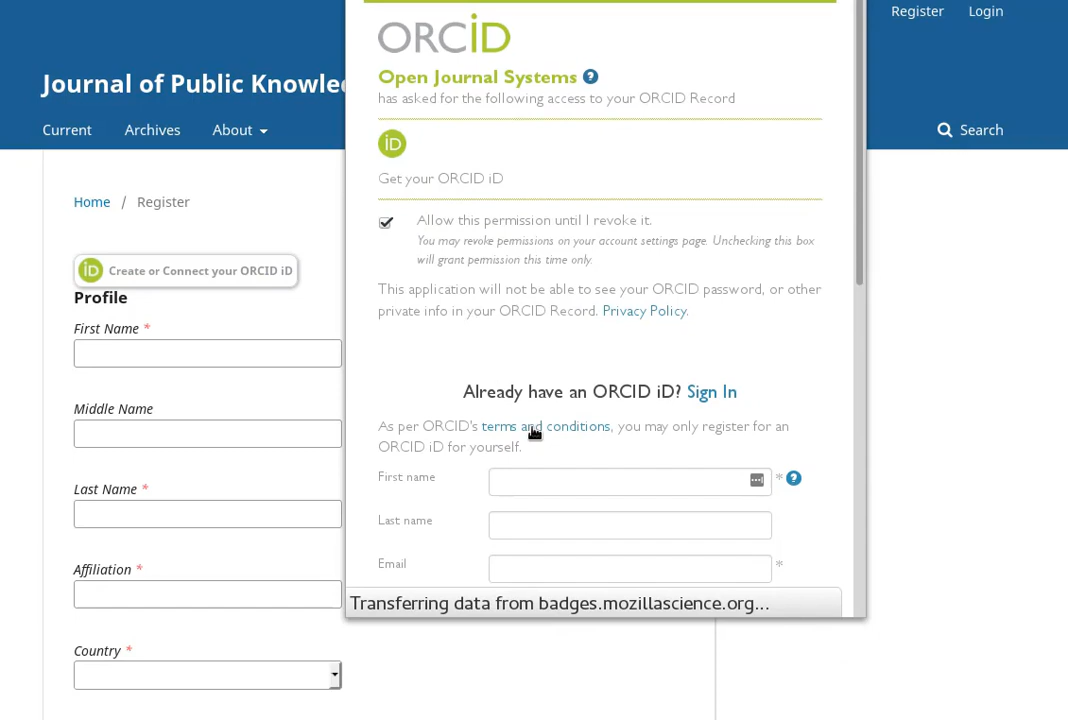 Register Login
Journal of Public Knowle
Current Archives About Search
Home / Register
iD Create or Connect your ORCID iD
Profile
First Name *
Middle Name
Last Name *
Affiliation *
Country *
ORCID
Open Journal Systems ?
has asked for the following access to your ORCID Record
iD
Get your ORCID iD
Allow this permission until I revoke it.
You may revoke permissions on your account settings page. Unchecking this box
will grant permission this time only.
This application will not be able to see your ORCID password, or other
private info in your ORCID Record. Privacy Policy.
Already have an ORCID iD? Sign In
As per ORCID's terms and conditions, you may only register for an
ORCID iD for yourself.
First name * ?
Last name
Email *
Transferring data from badges.mozillascience.org...